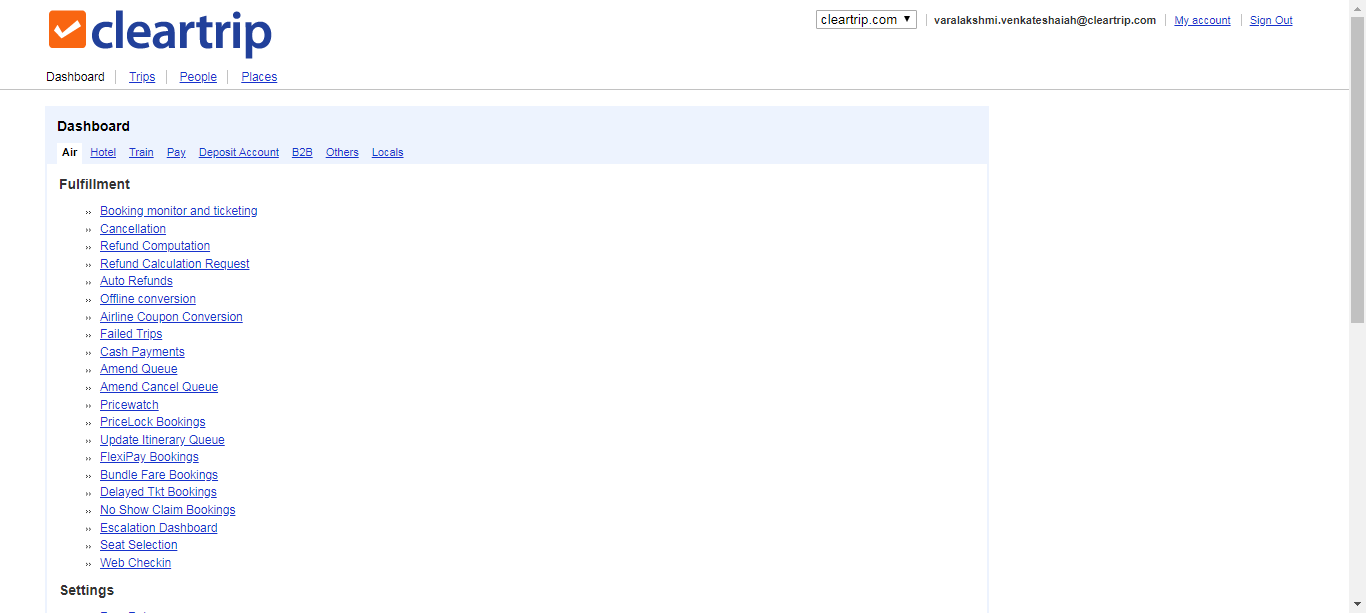 cleartrip
cleartrip.com varalakshmi.venkateshaiah@cleartrip.com My account Sign Out
Dashboard Trips People Places
Dashboard
Air Hotel Train Pay Deposit Account B2B Others Locals
Fulfillment
›› Booking monitor and ticketing
›› Cancellation
›› Refund Computation
›› Refund Calculation Request
›› Auto Refunds
›› Offline conversion
›› Airline Coupon Conversion
›› Failed Trips
›› Cash Payments
›› Amend Queue
›› Amend Cancel Queue
›› Pricewatch
›› PriceLock Bookings
›› Update Itinerary Queue
›› FlexiPay Bookings
›› Bundle Fare Bookings
›› Delayed Tkt Bookings
›› No Show Claim Bookings
›› Escalation Dashboard
›› Seat Selection
›› Web Checkin
Settings